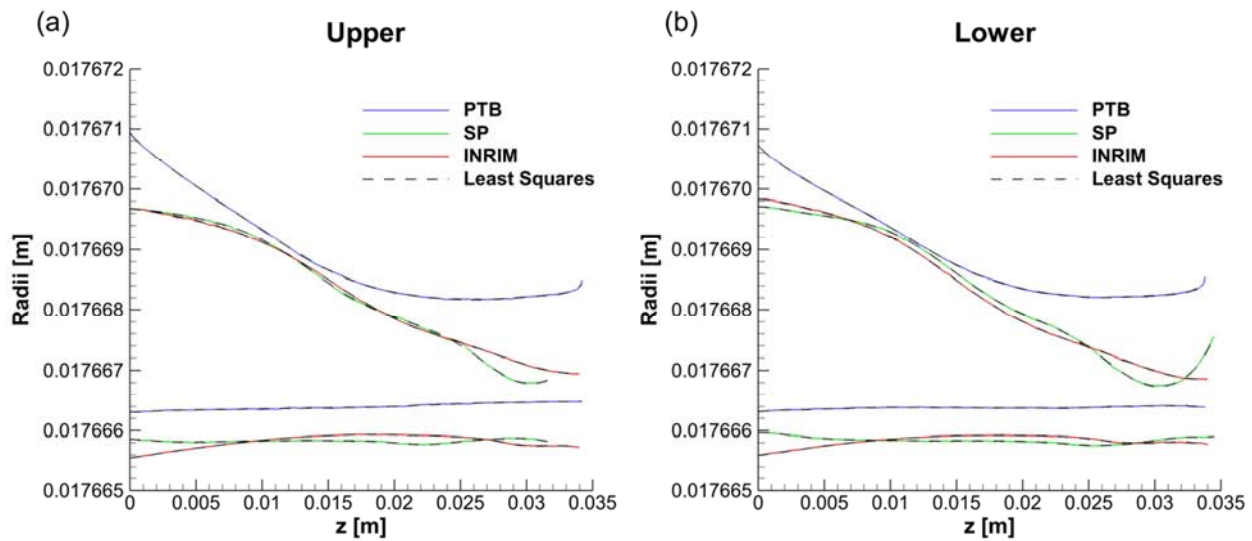 (a)
Upper
0.017672
0.017671
0.017670
0.017669
0.017668
0.017667
0.017666
0.017665
Radii [m]
PTB
SP
INRIM
Least Squares
0 0.005 0.01 0.015 0.02 0.025 0.03 0.035
z [m]
(b)
Lower
0.017672
0.017671
0.017670
0.017669
0.017668
0.017667
0.017666
0.017665
Radii [m]
PTB
SP
INRIM
Least Squares
0 0.005 0.01 0.015 0.02 0.025 0.03 0.035
z [m]